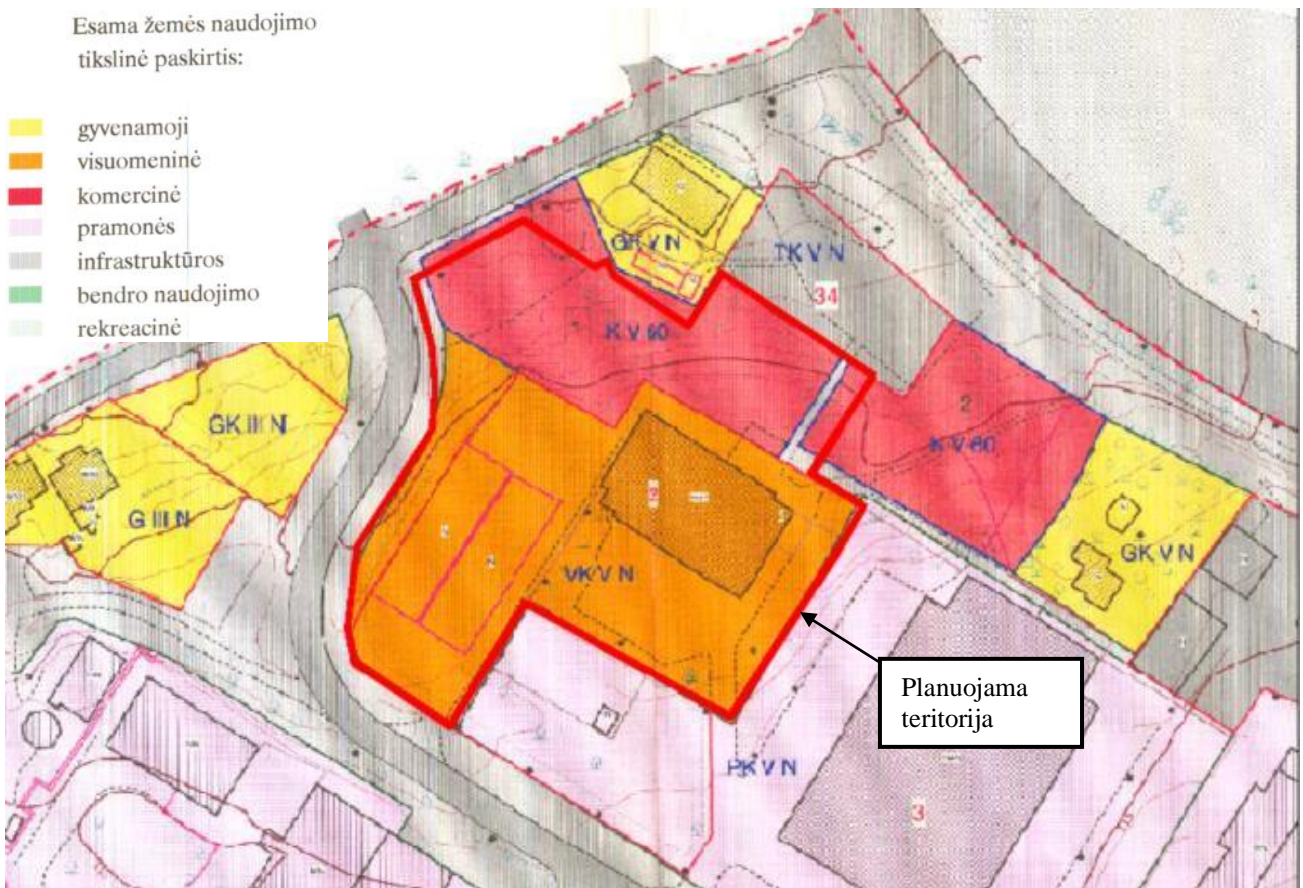 Esama žemės naudojimo
tikslinė paskirtis:
gyvenamoji
visuomeninė
komercinė
pramonės
infrastruktūros
bendro naudojimo
rekreacinė
GK V N
TK V N
34
K V 60
GK III N
2
K V 60
G III N
GK V N
VK V N
Planuojama
teritorija
PK V N
3